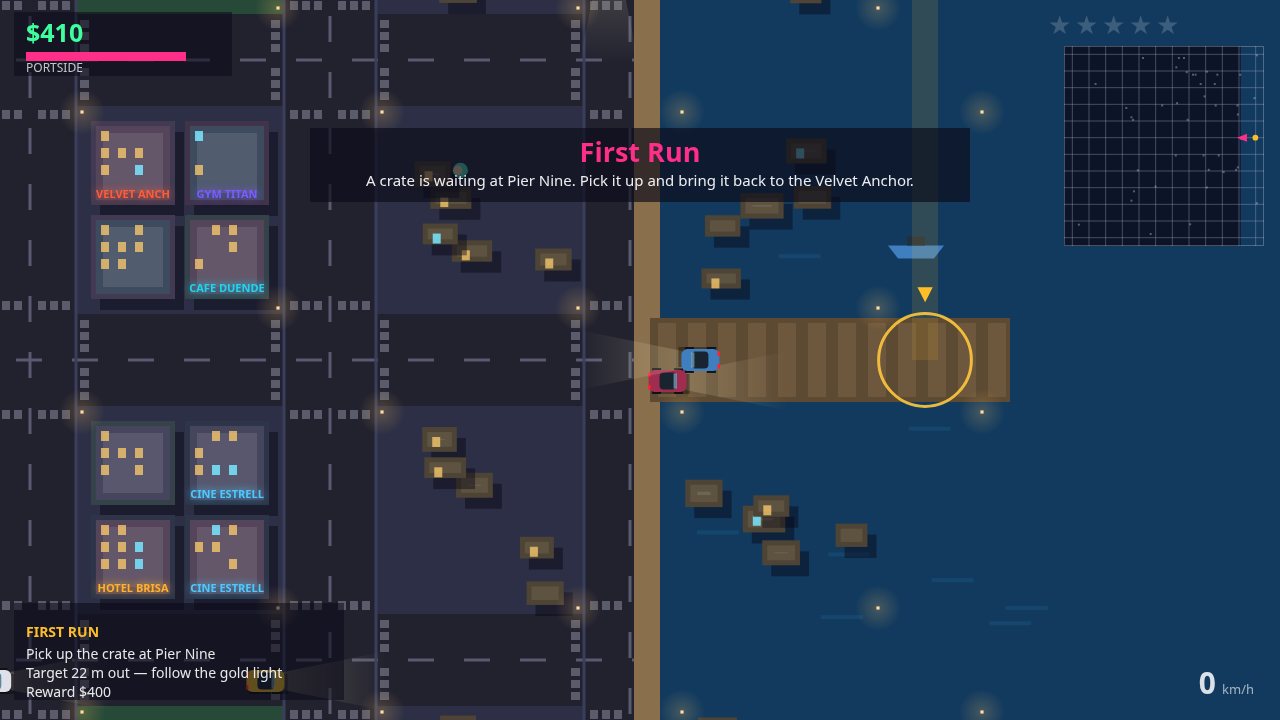 $410
PORTSIDE
First Run
A crate is waiting at Pier Nine. Pick it up and bring it back to the Velvet Anchor.
VELVET ANCH
GYM TITAN
CAFE DUENDE
CINE ESTRELL
HOTEL BRISA
CINE ESTRELL
FIRST RUN
Pick up the crate at Pier Nine
Target 22 m out — follow the gold light
Reward $400
0 km/h